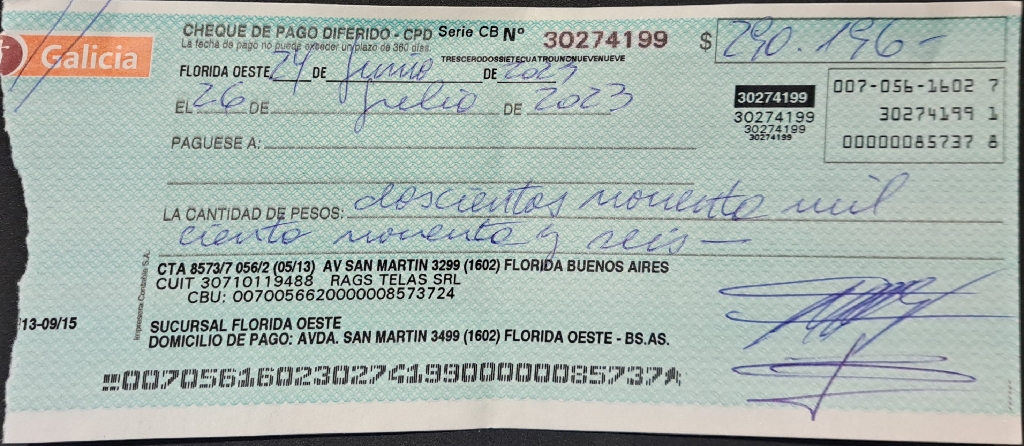 Galicia
CHEQUE DE PAGO DIFERIDO - CPD Serie CB Nº 30274199 $ 290.196-
La fecha de pago no puede exceder un plazo de 360 días.
TRESCERODOSSIETECUATROUNONUEVENUEVE
FLORIDA OESTE 24 DE Junio DE 2023
EL 26 DE Julio DE 2023
30274199
30274199
30274199
30274199
007-056-1602 7
30274199 1
00000085737 8
PAGUESE A:
LA CANTIDAD DE PESOS: doscientos noventa mil
ciento noventa y seis-
CTA 8573/7 056/2 (05/13) AV SAN MARTIN 3299 (1602) FLORIDA BUENOS AIRES
CUIT 30710119488 RAGS TELAS SRL
CBU: 0070056620000008573724
Impresora Contable S.A.
13-09/15
SUCURSAL FLORIDA OESTE
DOMICILIO DE PAGO: AVDA. SAN MARTIN 3499 (1602) FLORIDA OESTE - BS.AS.
00705616023027419900000085737